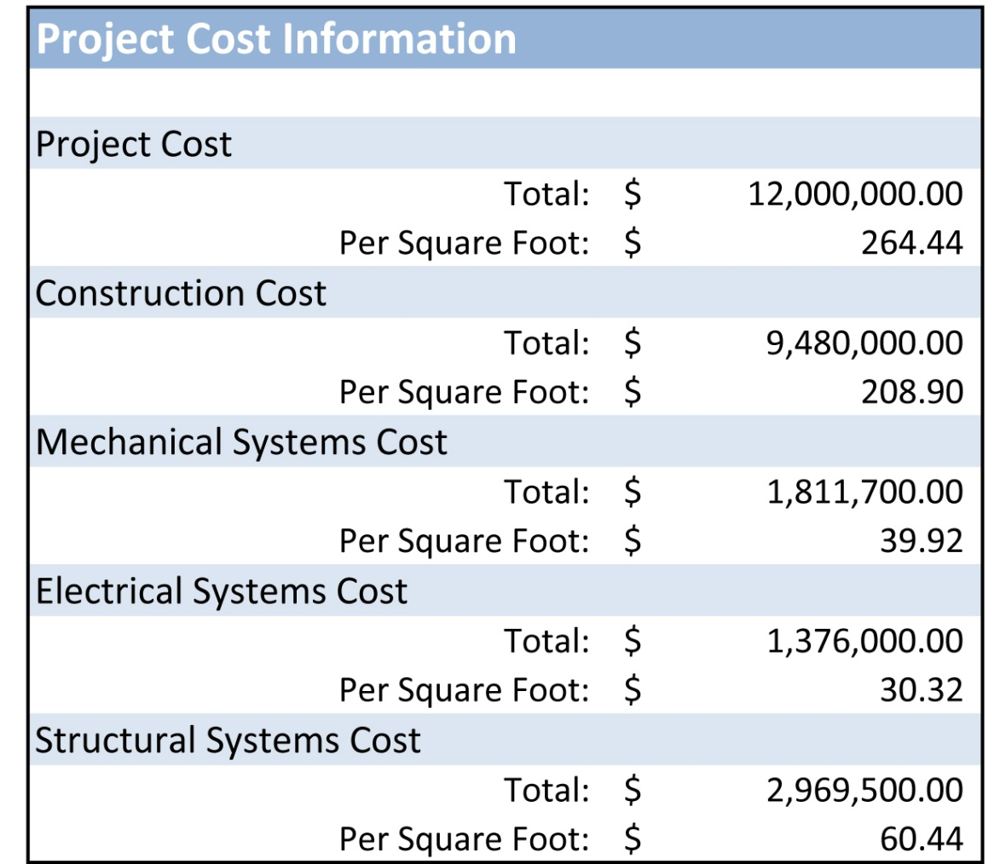 Project Cost Information
Project Cost
Total: $ 12,000,000.00
Per Square Foot: $ 264.44
Construction Cost
Total: $ 9,480,000.00
Per Square Foot: $ 208.90
Mechanical Systems Cost
Total: $ 1,811,700.00
Per Square Foot: $ 39.92
Electrical Systems Cost
Total: $ 1,376,000.00
Per Square Foot: $ 30.32
Structural Systems Cost
Total: $ 2,969,500.00
Per Square Foot: $ 60.44